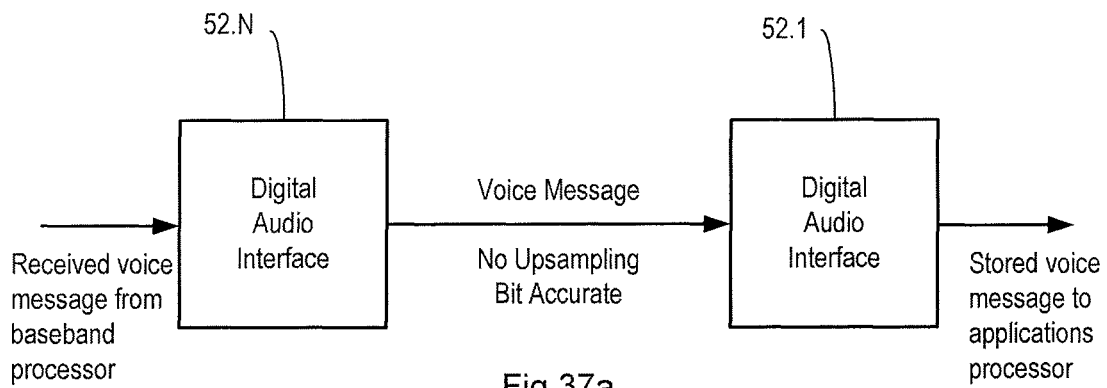 52.N
52.1
Digital
Audio
Interface
Voice Message
No Upsampling
Bit Accurate
Digital
Audio
Interface
Received voice
message from
baseband
processor
Stored voice
message to
applications
processor
Fig.37a